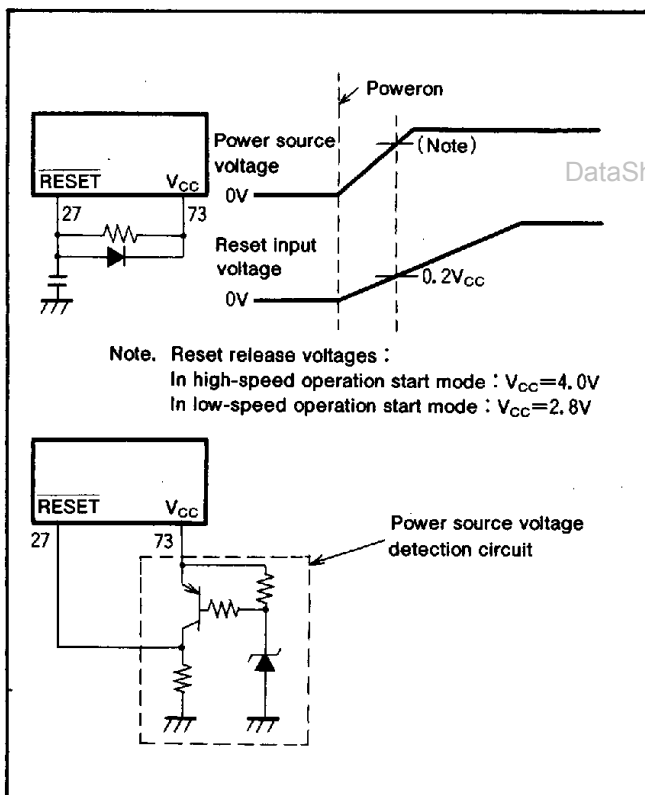 Poweron
Power source
voltage
(Note)
0V
DataSh
RESET VCC
27 73
Reset input
voltage
0.2VCC
0V
Note. Reset release voltages :
In high-speed operation start mode : VCC=4.0V
In low-speed operation start mode : VCC=2.8V
RESET VCC
27 73
Power source voltage
detection circuit